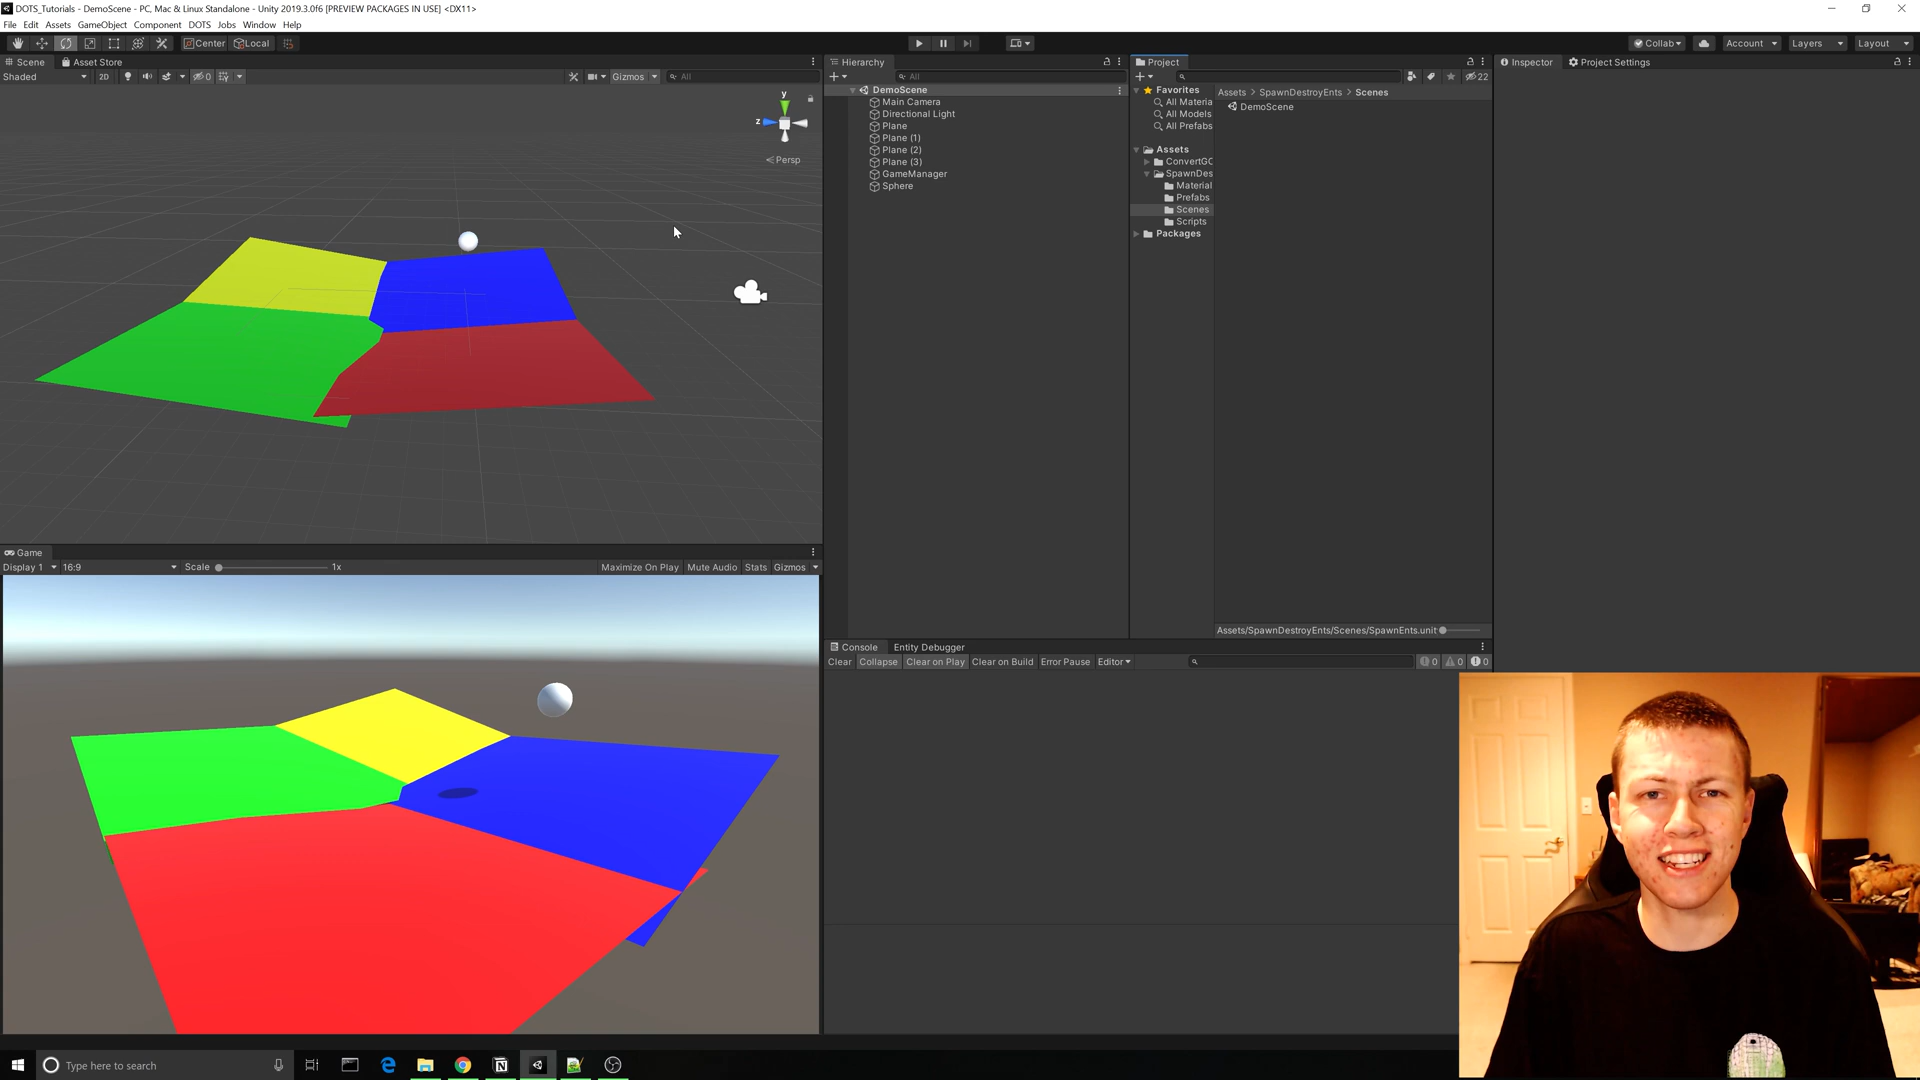 DOTS_Tutorials - DemoScene - PC, Mac & Linux Standalone - Unity 2019.3.0f6 [PREVIEW PACKAGES IN USE] <DX11>
File Edit Assets GameObject Component DOTS Jobs Window Help
Center Local Collab Account Layers Layout
Scene Asset Store
Shaded 2D 0 Gizmos All
y
z
Persp
Hierarchy
All
DemoScene
Main Camera
Directional Light
Plane
Plane (1)
Plane (2)
Plane (3)
GameManager
Sphere
Project
22
Favorites
All Materia
All Models
All Prefabs
Assets
ConvertGC
SpawnDes
Material
Prefabs
Scenes
Scripts
Packages
Assets > SpawnDestroyEnts > Scenes
DemoScene
Assets/SpawnDestroyEnts/Scenes/SpawnEnts.unit
Inspector Project Settings
Game
Display 1 16:9 Scale 1x Maximize On Play Mute Audio Stats Gizmos
Console Entity Debugger
Clear Collapse Clear on Play Clear on Build Error Pause Editor 0 0 0
Type here to search